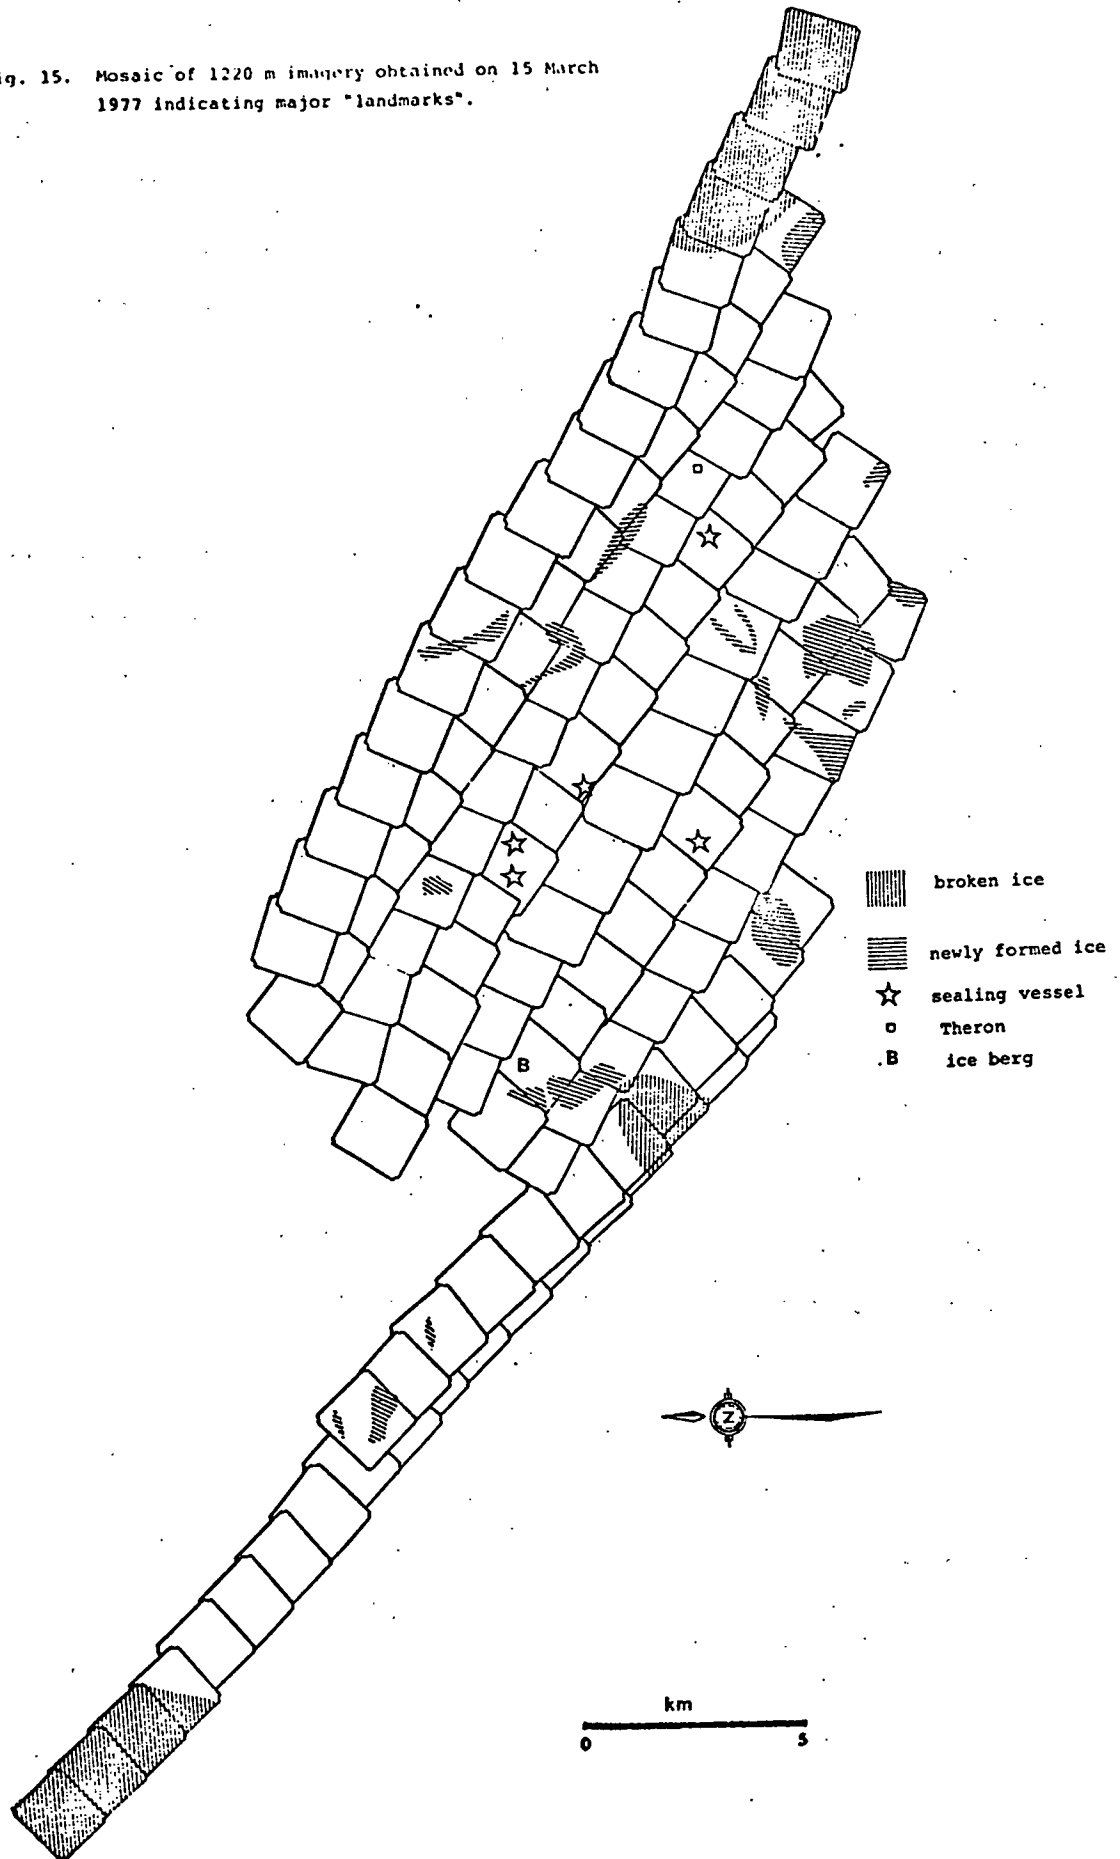 ig. 15. Mosaic of 1220 m imagery obtained on 15 March
1977 indicating major "landmarks".
B
broken ice
newly formed ice
sealing vessel
Theron
.B ice berg
N
km
0 5